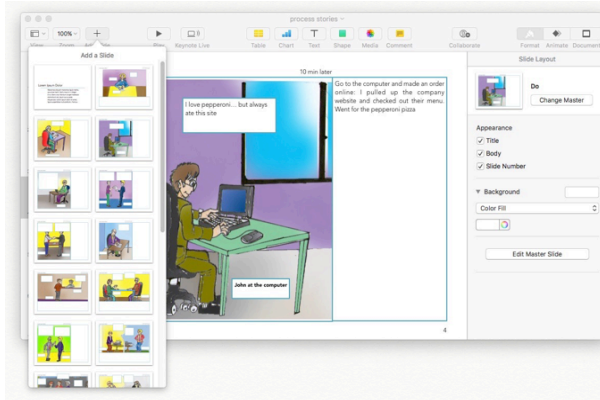 process stories
100%
View
Zoom
Play
Keynote Live
Table
Chart
Text
Shape
Media
Comment
Collaborate
Format
Animate
Document
Add a Slide
Slide Layout
10 min later
I love pepperoni... but always
ate this site
Go to the computer and made an order
online: I pulled up the company
website and checked out their menu.
Went for the pepperoni pizza
John at the computer
4
Do
Change Master
Appearance
Title
Body
Slide Number
Background
Color Fill
Edit Master Slide